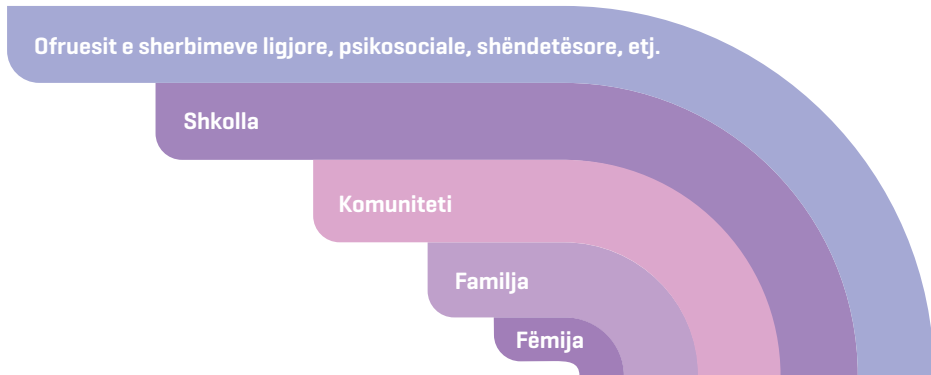 Ofruesit e sherbimeve ligjore, psikosociale, shëndetësore, etj.
Shkolla
Komuniteti
Familja
Fëmija